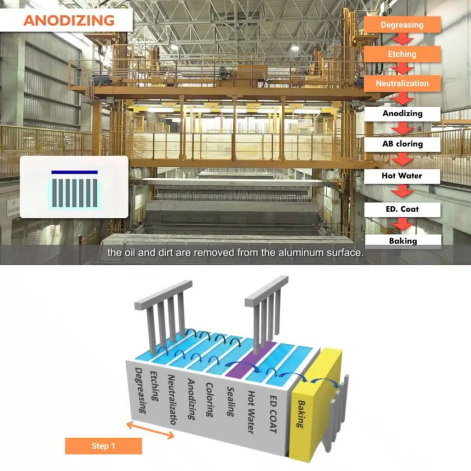 ANODIZING
Degreasing
Etching
Neutralization
Anodizing
AB cloring
Hot Water
ED. Coat
Baking
the oil and dirt are removed from the aluminum surface.
Degreasing
Etching
Neutralizatio
Anodizing
Coloring
Sealing
Hot Water
ED COAT
Baking
Step 1